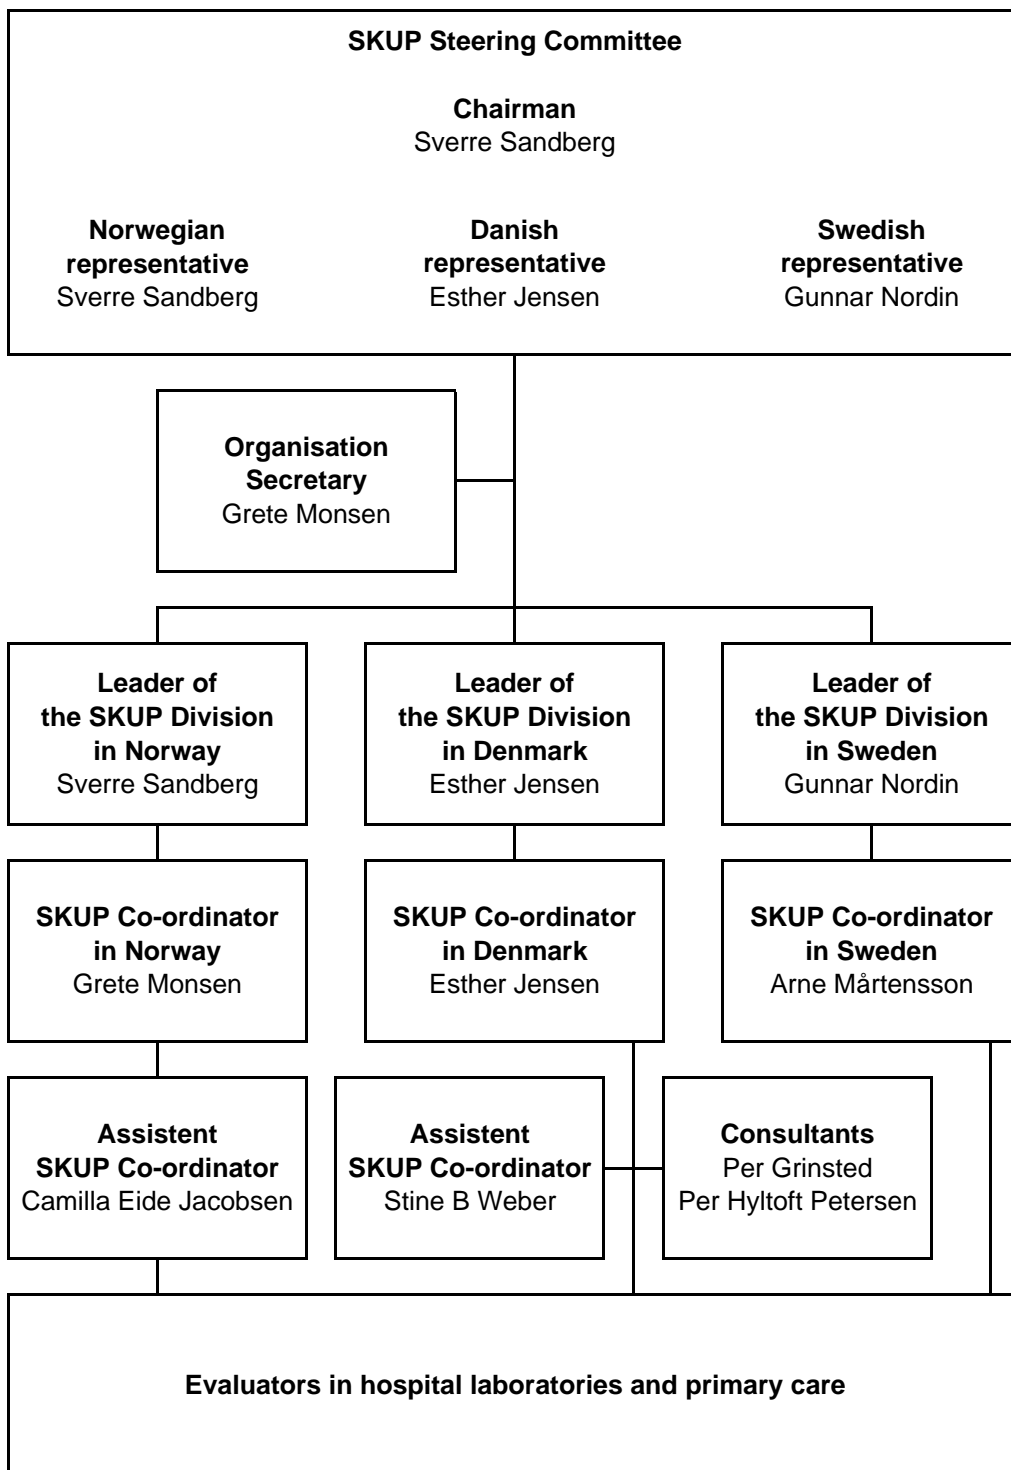 SKUP Steering Committee
Chairman
Sverre Sandberg
Norwegian
representative
Sverre Sandberg
Danish
representative
Esther Jensen
Swedish
representative
Gunnar Nordin
Organisation
Secretary
Grete Monsen
Leader of
the SKUP Division
in Norway
Sverre Sandberg
Leader of
the SKUP Division
in Denmark
Esther Jensen
Leader of
the SKUP Division
in Sweden
Gunnar Nordin
SKUP Co-ordinator
in Norway
Grete Monsen
SKUP Co-ordinator
in Denmark
Esther Jensen
SKUP Co-ordinator
in Sweden
Arne Mårtensson
Assistent
SKUP Co-ordinator
Camilla Eide Jacobsen
Assistent
SKUP Co-ordinator
Stine B Weber
Consultants
Per Grinsted
Per Hyltoft Petersen
Evaluators in hospital laboratories and primary care